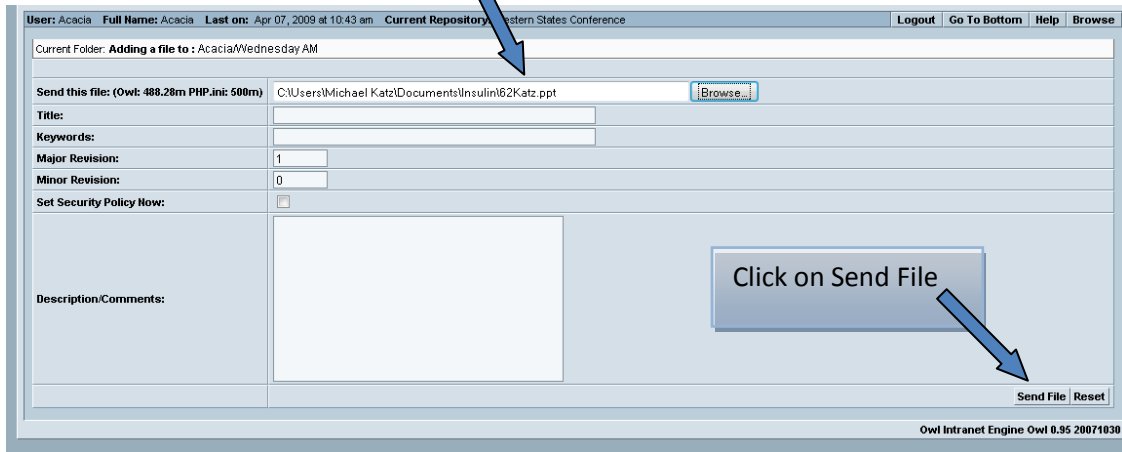 User: Acacia Full Name: Acacia Last on: Apr 07, 2009 at 10:43 am Current Repository: estern States Conference Logout Go To Bottom Help Browse
Current Folder: Adding a file to : Acacia/Wednesday AM
Send this file: (Owl: 488.28m PHP.ini: 500m) C:\Users\Michael Katz\Documents\Insulin\62Katz.ppt Browse...
Title:
Keywords:
Major Revision: 1
Minor Revision: 0
Set Security Policy Now:
Click on Send File
Description/Comments:
Send File Reset
Owl Intranet Engine Owl 0.95 20071030